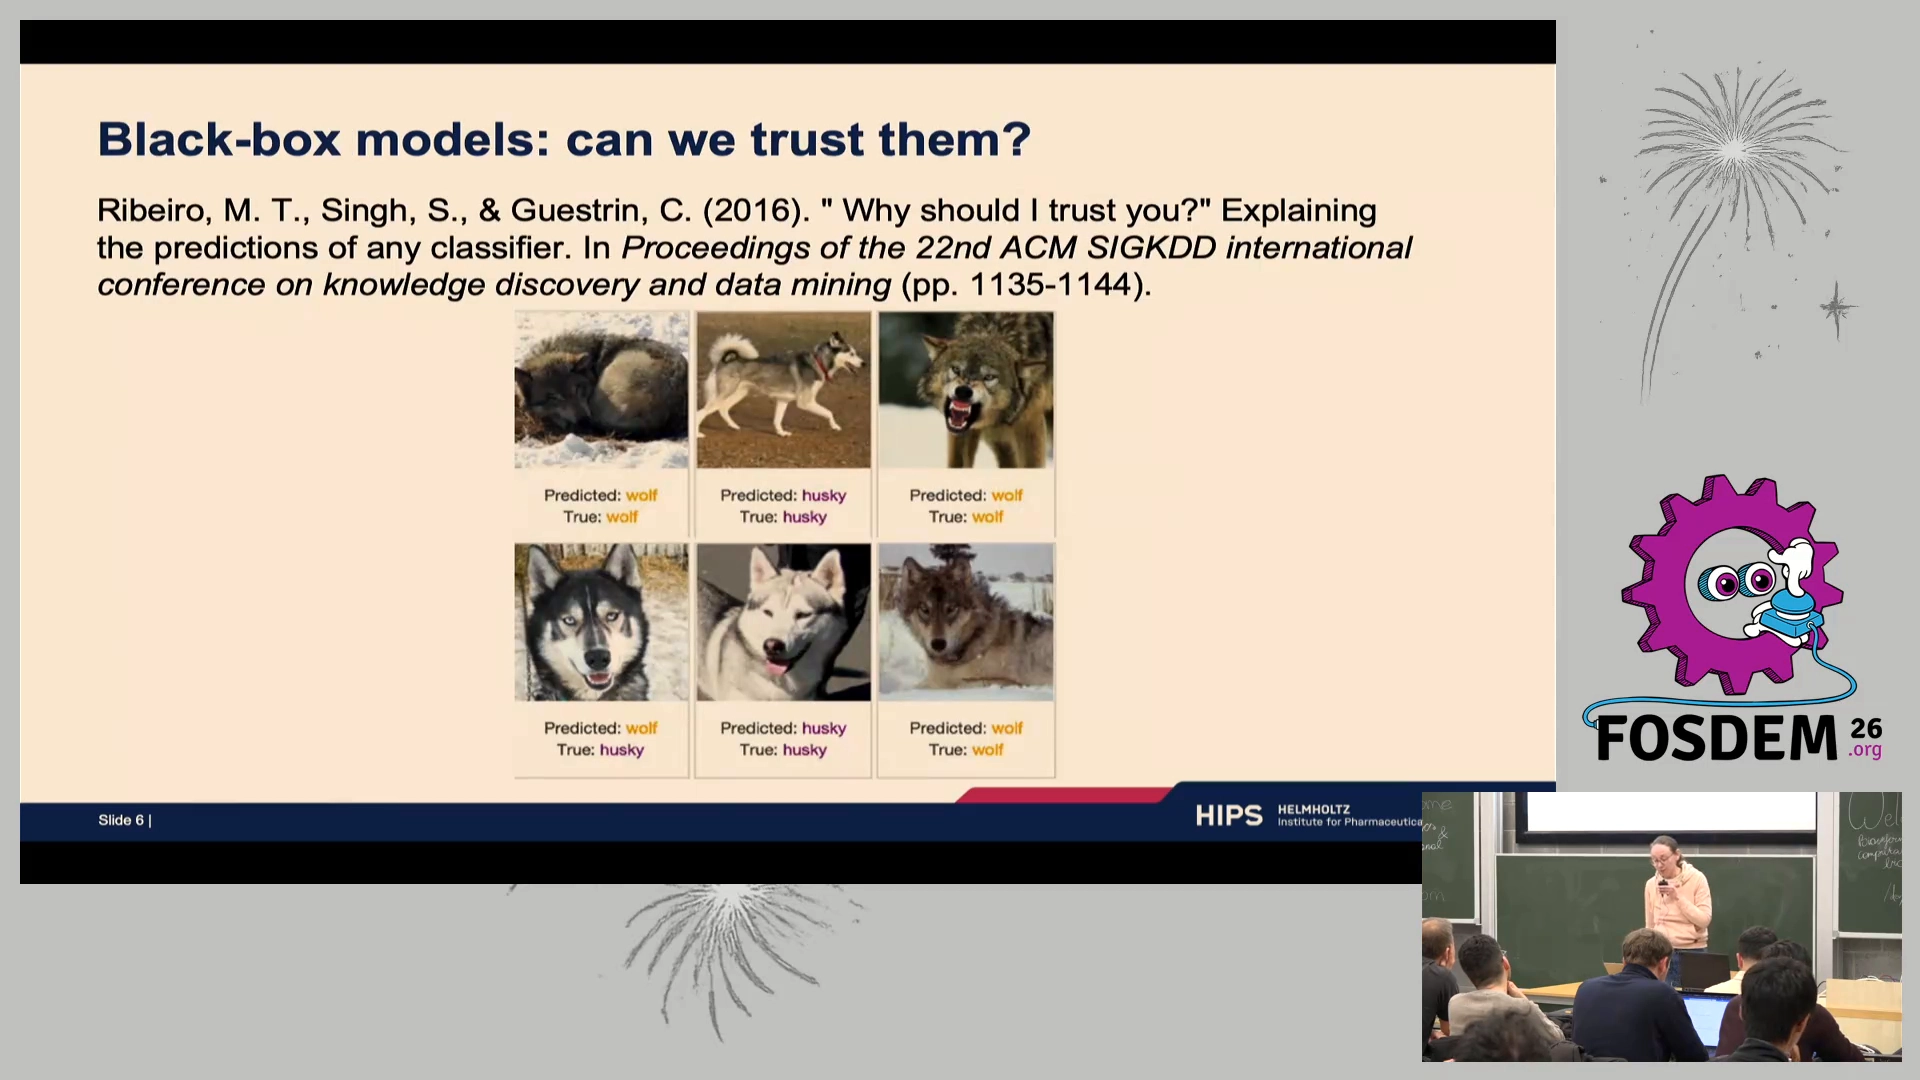 Black-box models: can we trust them?
Ribeiro, M. T., Singh, S., & Guestrin, C. (2016). " Why should I trust you?" Explaining
the predictions of any classifier. In Proceedings of the 22nd ACM SIGKDD international
conference on knowledge discovery and data mining (pp. 1135-1144).
Predicted: wolf
True: wolf
Predicted: husky
True: husky
Predicted: wolf
True: wolf
Predicted: wolf
True: husky
Predicted: husky
True: husky
Predicted: wolf
True: wolf
Slide 6 |
HIPS
HELMHOLTZ
Institute for Pharmaceutica
FOSDEM 26
.org